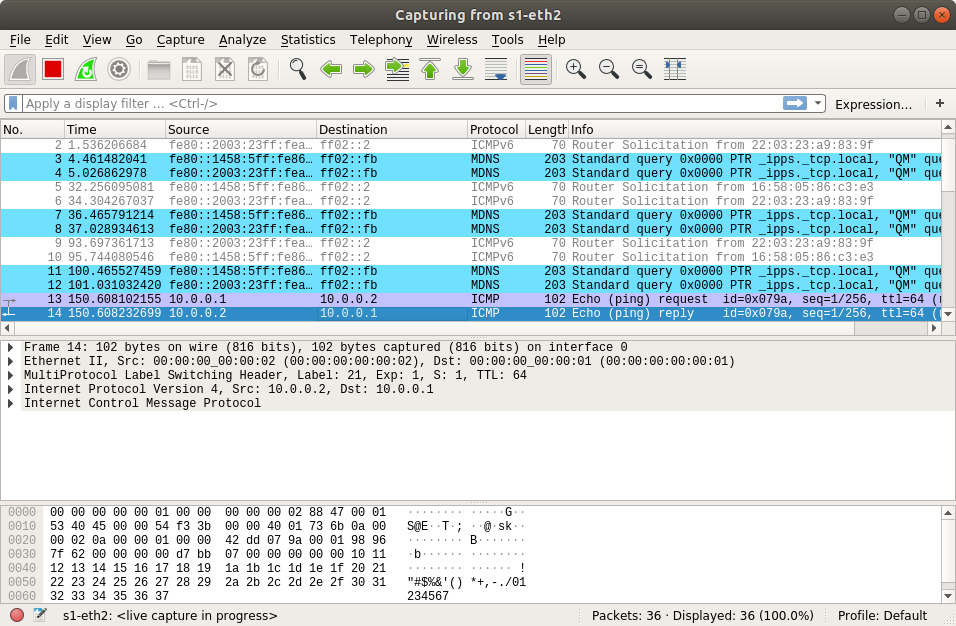 Capturing from s1-eth2
File Edit View Go Capture Analyze Statistics Telephony Wireless Tools Help
Apply a display filter ... <Ctrl-/> Expression... +
No. Time Source Destination Protocol Length Info
2 1.536206684 fe80::2003:23ff:fea… ff02::2 ICMPv6 70 Router Solicitation from 22:03:23:a9:83:9f
3 4.461482041 fe80::1458:5ff:fe86… ff02::fb MDNS 203 Standard query 0x0000 PTR _ipps._tcp.local, "QM" que
4 5.026862978 fe80::2003:23ff:fea… ff02::fb MDNS 203 Standard query 0x0000 PTR _ipps._tcp.local, "QM" que
5 32.256095081 fe80::1458:5ff:fe86… ff02::2 ICMPv6 70 Router Solicitation from 16:58:05:86:c3:e3
6 34.304267037 fe80::2003:23ff:fea… ff02::2 ICMPv6 70 Router Solicitation from 22:03:23:a9:83:9f
7 36.465791214 fe80::1458:5ff:fe86… ff02::fb MDNS 203 Standard query 0x0000 PTR _ipps._tcp.local, "QM" que
8 37.028934613 fe80::2003:23ff:fea… ff02::fb MDNS 203 Standard query 0x0000 PTR _ipps._tcp.local, "QM" que
9 93.697361713 fe80::2003:23ff:fea… ff02::2 ICMPv6 70 Router Solicitation from 22:03:23:a9:83:9f
10 95.744080546 fe80::1458:5ff:fe86… ff02::2 ICMPv6 70 Router Solicitation from 16:58:05:86:c3:e3
11 100.465527459 fe80::1458:5ff:fe86… ff02::fb MDNS 203 Standard query 0x0000 PTR _ipps._tcp.local, "QM" que
12 101.031032420 fe80::2003:23ff:fea… ff02::fb MDNS 203 Standard query 0x0000 PTR _ipps._tcp.local, "QM" que
13 150.608102155 10.0.0.1 10.0.0.2 ICMP 102 Echo (ping) request id=0x079a, seq=1/256, ttl=64 (r
14 150.608232699 10.0.0.2 10.0.0.1 ICMP 102 Echo (ping) reply id=0x079a, seq=1/256, ttl=64 (r
Frame 14: 102 bytes on wire (816 bits), 102 bytes captured (816 bits) on interface 0
Ethernet II, Src: 00:00:00_00:00:02 (00:00:00:00:00:02), Dst: 00:00:00_00:00:01 (00:00:00:00:00:01)
MultiProtocol Label Switching Header, Label: 21, Exp: 1, S: 1, TTL: 64
Internet Protocol Version 4, Src: 10.0.0.2, Dst: 10.0.0.1
Internet Control Message Protocol
0000 00 00 00 00 00 01 00 00 00 00 00 02 88 47 00 01 ········ ·····G··
0010 53 40 45 00 00 54 f3 3b 00 00 40 01 73 6b 0a 00 S@E··T·; ··@·sk··
0020 00 02 0a 00 00 01 00 00 42 dd 07 9a 00 01 98 96 ········ B·······
0030 7f 62 00 00 00 00 d7 bb 07 00 00 00 00 00 10 11 ·b······ ········
0040 12 13 14 15 16 17 18 19 1a 1b 1c 1d 1e 1f 20 21 ········ ······ !
0050 22 23 24 25 26 27 28 29 2a 2b 2c 2d 2e 2f 30 31 "#$%&'() *+,-./01
0060 32 33 34 35 36 37 234567
s1-eth2: <live capture in progress> Packets: 36 · Displayed: 36 (100.0%) Profile: Default